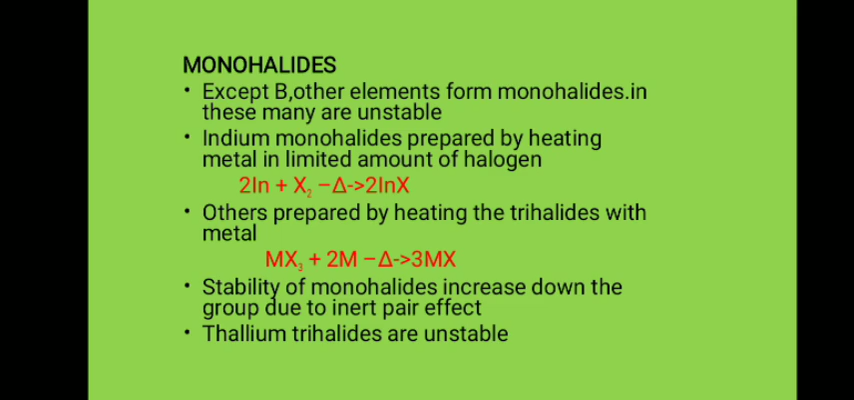 MONOHALIDES
• Except B,other elements form monohalides.in
these many are unstable
• Indium monohalides prepared by heating
metal in limited amount of halogen
2In + X₂ –Δ->2InX
• Others prepared by heating the trihalides with
metal
MX₃ + 2M –Δ->3MX
• Stability of monohalides increase down the
group due to inert pair effect
• Thallium trihalides are unstable